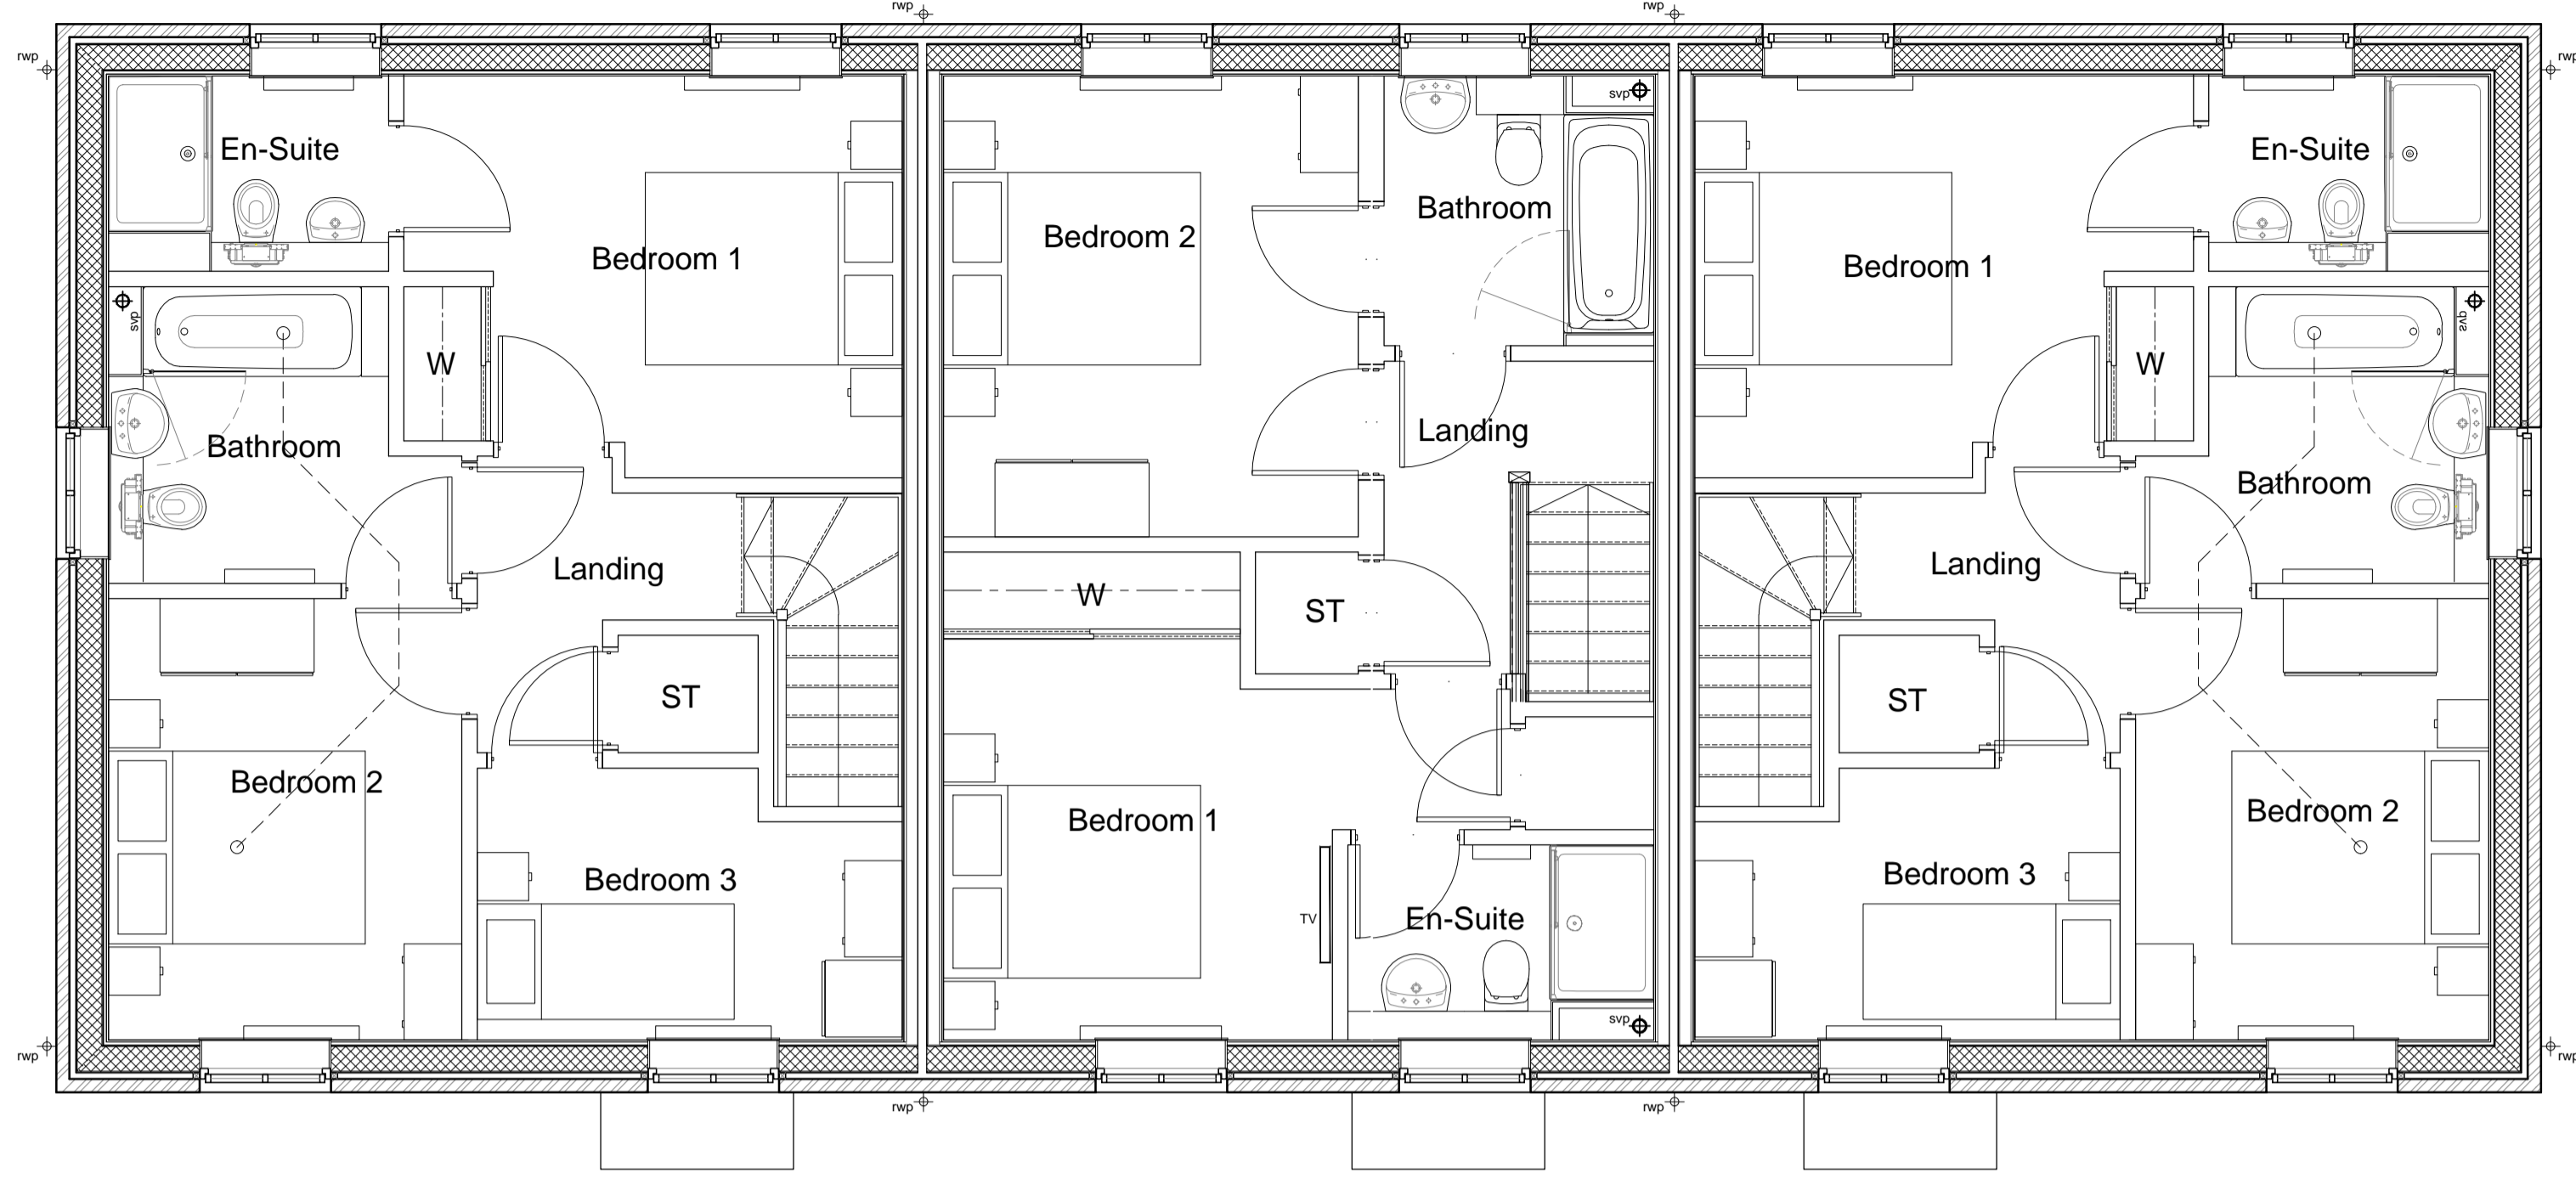 rwp
rwp
rwp
rwp
En-Suite
Bedroom 1
svp
W
Bathroom
Landing
ST
Bedroom 2
Bedroom 3
Bedroom 2
Bathroom
svp
Landing
W
ST
Bedroom 1
TV
En-Suite
svp
Bedroom 1
En-Suite
W
svp
Bathroom
Landing
ST
Bedroom 2
Bedroom 3
rwp
rwp
rwp
rwp